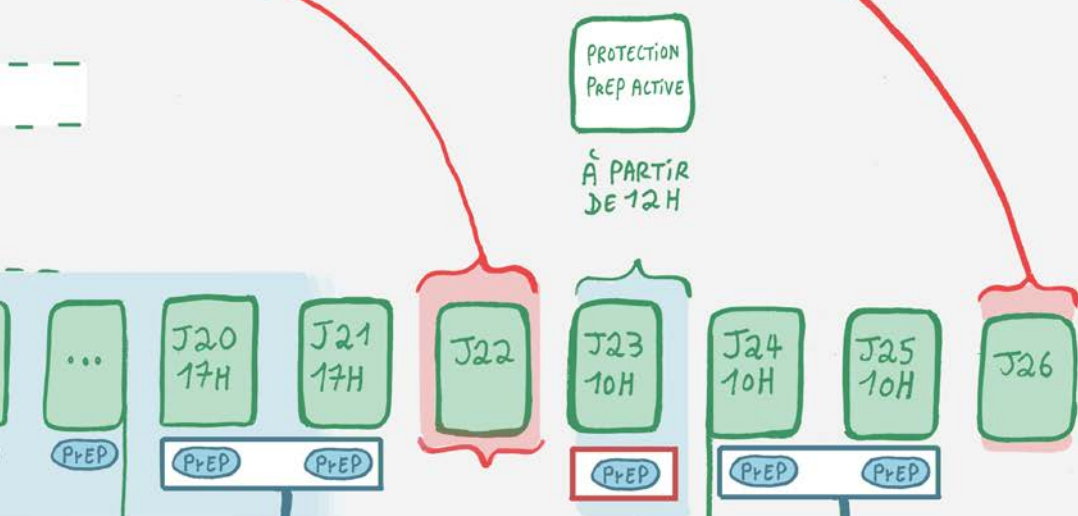 PROTECTION
PREP ACTIVE
À PARTIR
DE 12H
...
J20
17H
J21
17H
J22
J23
10H
J24
10H
J25
10H
J26
PrEP
PrEP
PrEP
PrEP
PrEP
PrEP